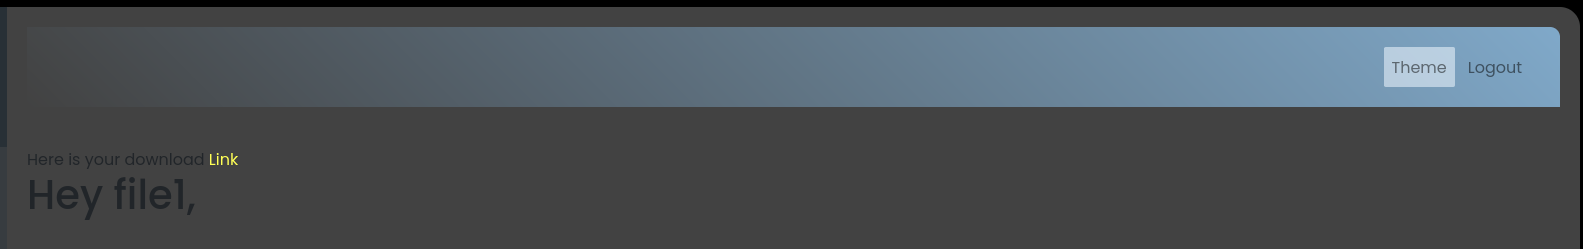 Theme Logout
Here is your download Link
Hey file1,